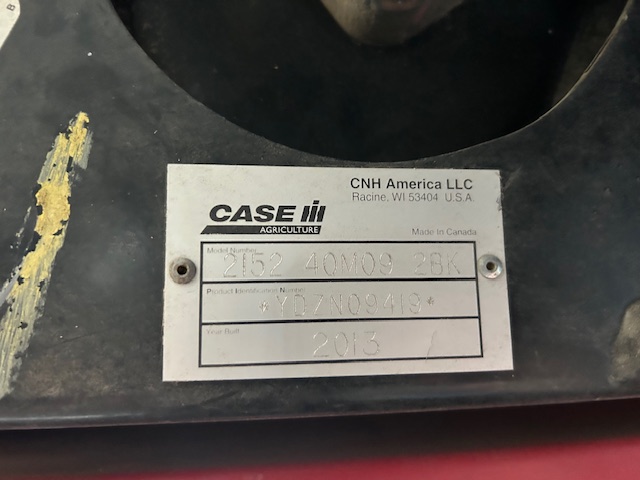 CNH America LLC
Racine, WI 53404 U.S.A.
CASE IH
AGRICULTURE
Made in Canada
Model Number
2152 40M09 28K
Product Identification Number
*YDZN09419*
Year Built
2013